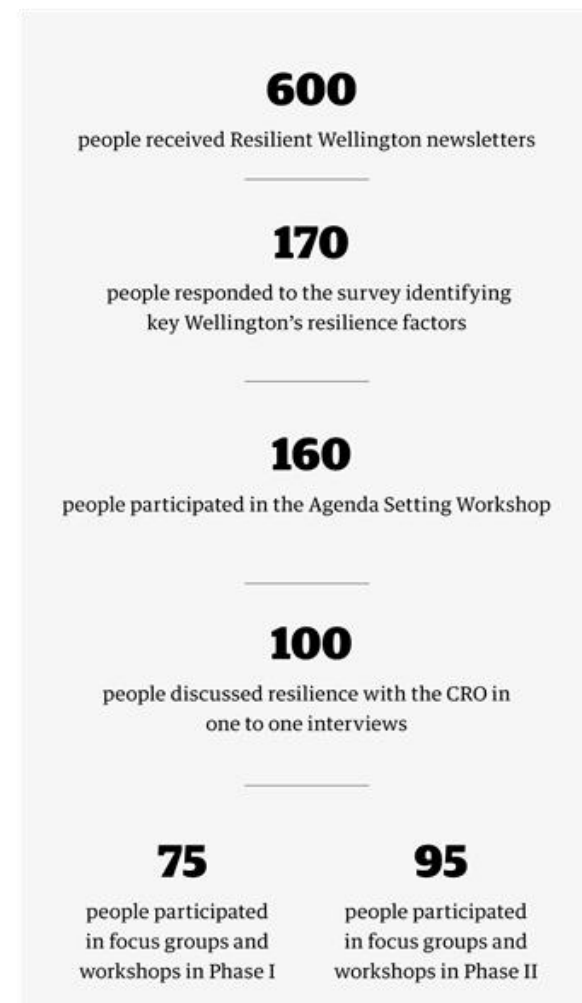 600
people received Resilient Wellington newsletters
170
people responded to the survey identifying
key Wellington’s resilience factors
160
people participated in the Agenda Setting Workshop
100
people discussed resilience with the CRO in
one to one interviews
75
people participated
in focus groups and
workshops in Phase I
95
people participated
in focus groups and
workshops in Phase II